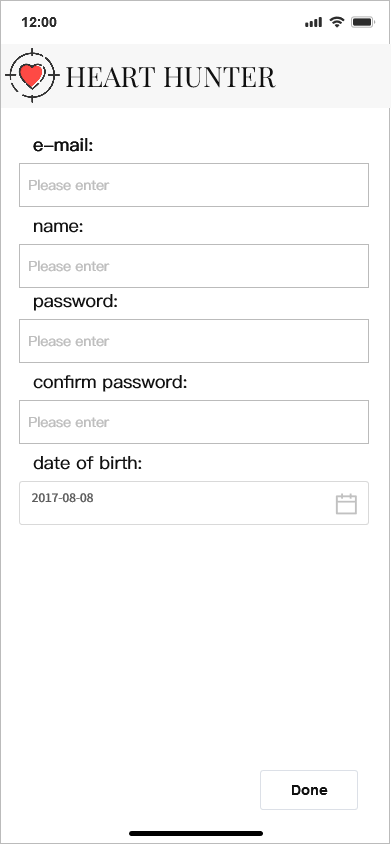 12:00
HEART HUNTER
e-mail:
Please enter
name:
Please enter
password:
Please enter
confirm password:
Please enter
date of birth:
2017-08-08
Done